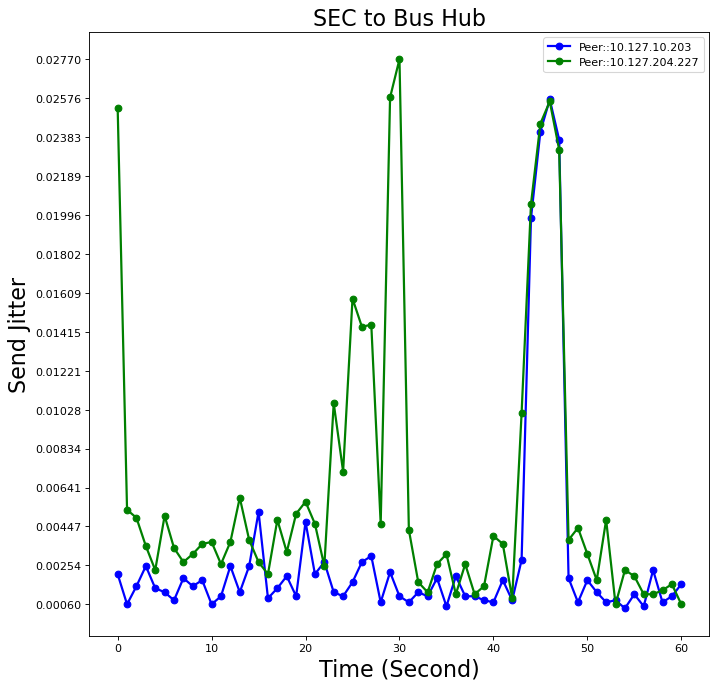 SEC to Bus Hub
Peer::10.127.10.203
Peer::10.127.204.227
0.02770
0.02576
0.02383
0.02189
0.01996
0.01802
0.01609
0.01415
0.01221
0.01028
0.00834
0.00641
0.00447
0.00254
0.00060
Send Jitter
0 10 20 30 40 50 60
Time (Second)